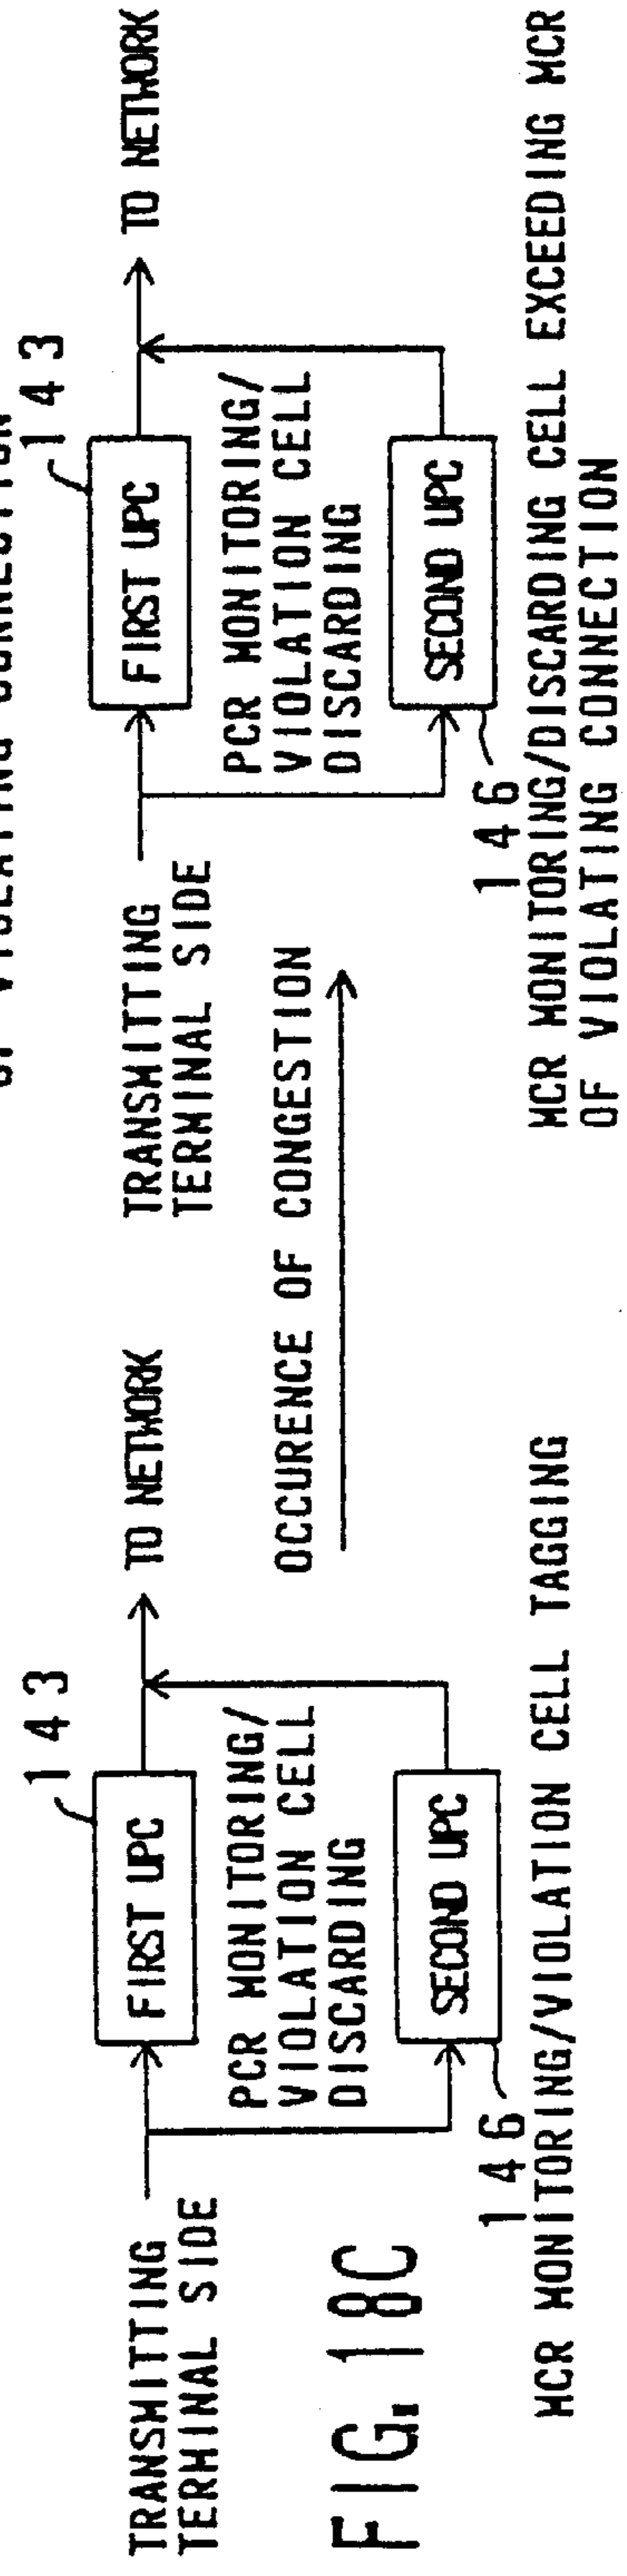 OF VIOLATING CONNECTION
TRANSMITTING
TERMINAL SIDE
143
FIRST UPC
TO NETWORK
PCR MONITORING/
VIOLATION CELL
DISCARDING
SECOND UPC
146
MCR MONITORING/VIOLATION CELL TAGGING
FIG. 18C
OCCURENCE OF CONGESTION
TRANSMITTING
TERMINAL SIDE
143
FIRST UPC
TO NETWORK
PCR MONITORING/
VIOLATION CELL
DISCARDING
SECOND UPC
146
MCR MONITORING/DISCARDING CELL EXCEEDING MCR
OF VIOLATING CONNECTION